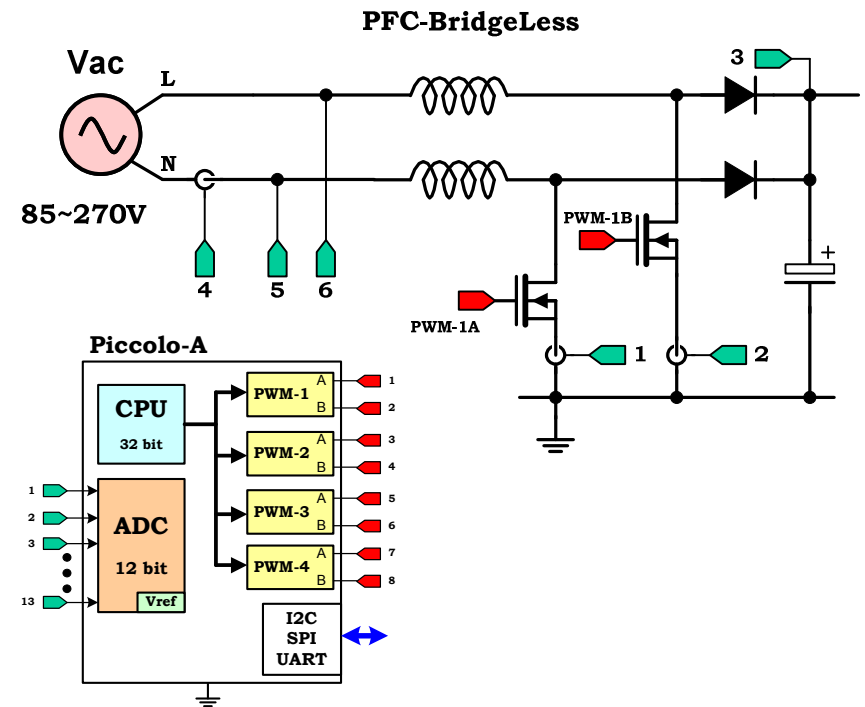 PFC-BridgeLess
Vac
L
3
N
85~270V
PWM-1B
4
5
6
PWM-1A
1
2
+
Piccolo-A
CPU
32 bit
PWM-1
A
B
1
2
PWM-2
A
B
3
4
1
2
3
13
ADC
12 bit
Vref
PWM-3
A
B
5
6
PWM-4
A
B
7
8
I2C
SPI
UART